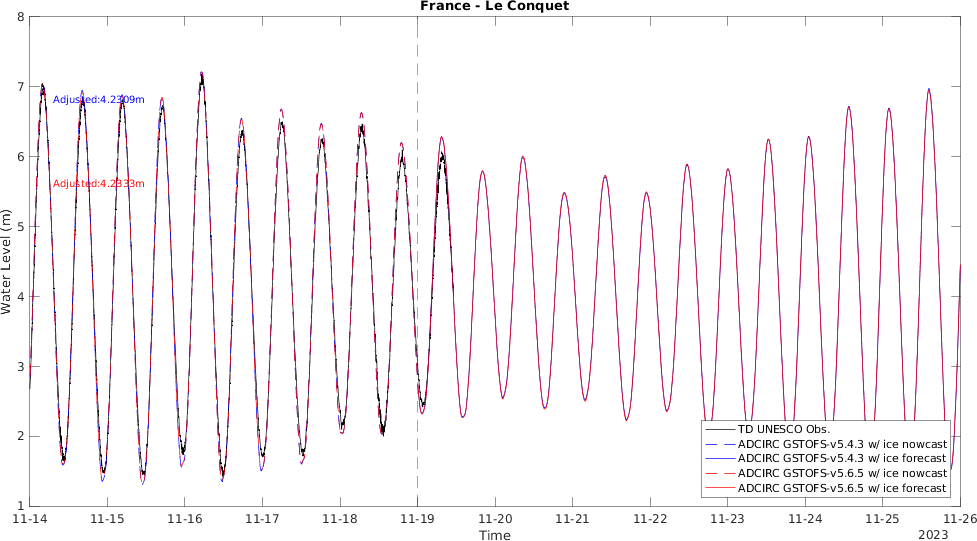 France - Le Conquet
8
7
6
5
4
3
2
1
Water Level (m)
Adjusted:4.2309m
Adjusted:4.2333m
TD UNESCO Obs.
ADCIRC GSTOFS-v5.4.3 w/ ice nowcast
ADCIRC GSTOFS-v5.4.3 w/ ice forecast
ADCIRC GSTOFS-v5.6.5 w/ ice nowcast
ADCIRC GSTOFS-v5.6.5 w/ ice forecast
11-14 11-15 11-16 11-17 11-18 11-19 11-20 11-21 11-22 11-23 11-24 11-25 11-26
Time
2023